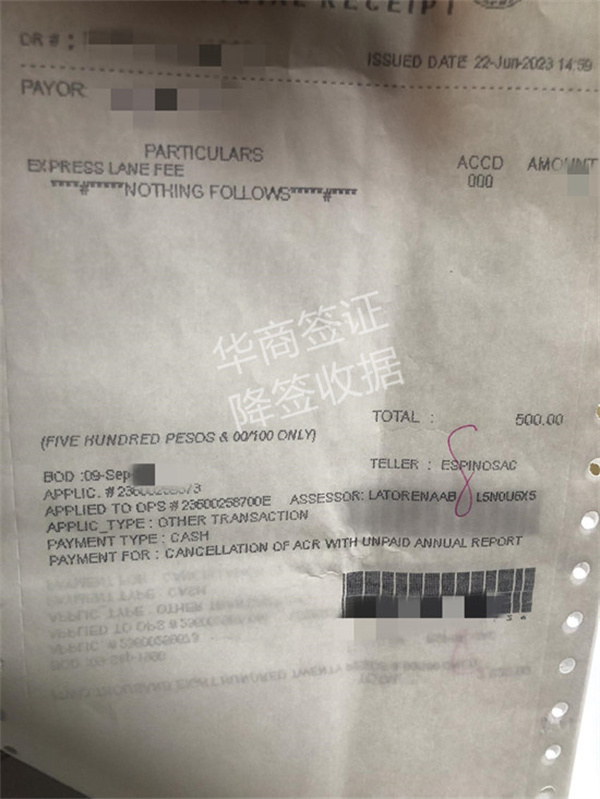 RECEIPT
OR # :
ISSUED DATE 22-Jun-2023 14:59
PAYOR:
PARTICULARS ACCD AMOUNT
EXPRESS LANE FEE 000
****#*****NOTHING FOLLOWS*****#****
华商签证
降签收据
TOTAL : 500.00
(FIVE HUNDRED PESOS & 00/100 ONLY)
BOD :09-Sep TELLER : ESPINOSAC
APPLIC. #
APPLIED TO OPS # 23600258700E ASSESSOR: LATORENAAB L5N0U6X5
APPLIC_TYPE : OTHER TRANSACTION
PAYMENT TYPE : CASH
PAYMENT FOR : CANCELLATION OF ACR WITH UNPAID ANNUAL REPORT